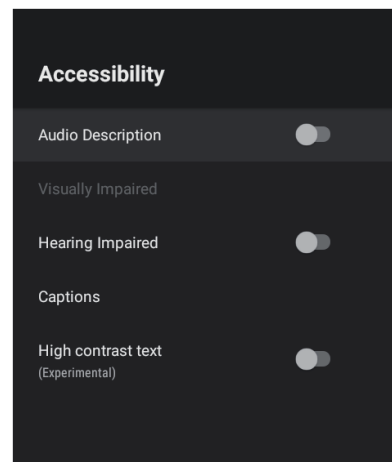 Accessibility
Audio Description
Visually Impaired
Hearing Impaired
Captions
High contrast text
(Experimental)